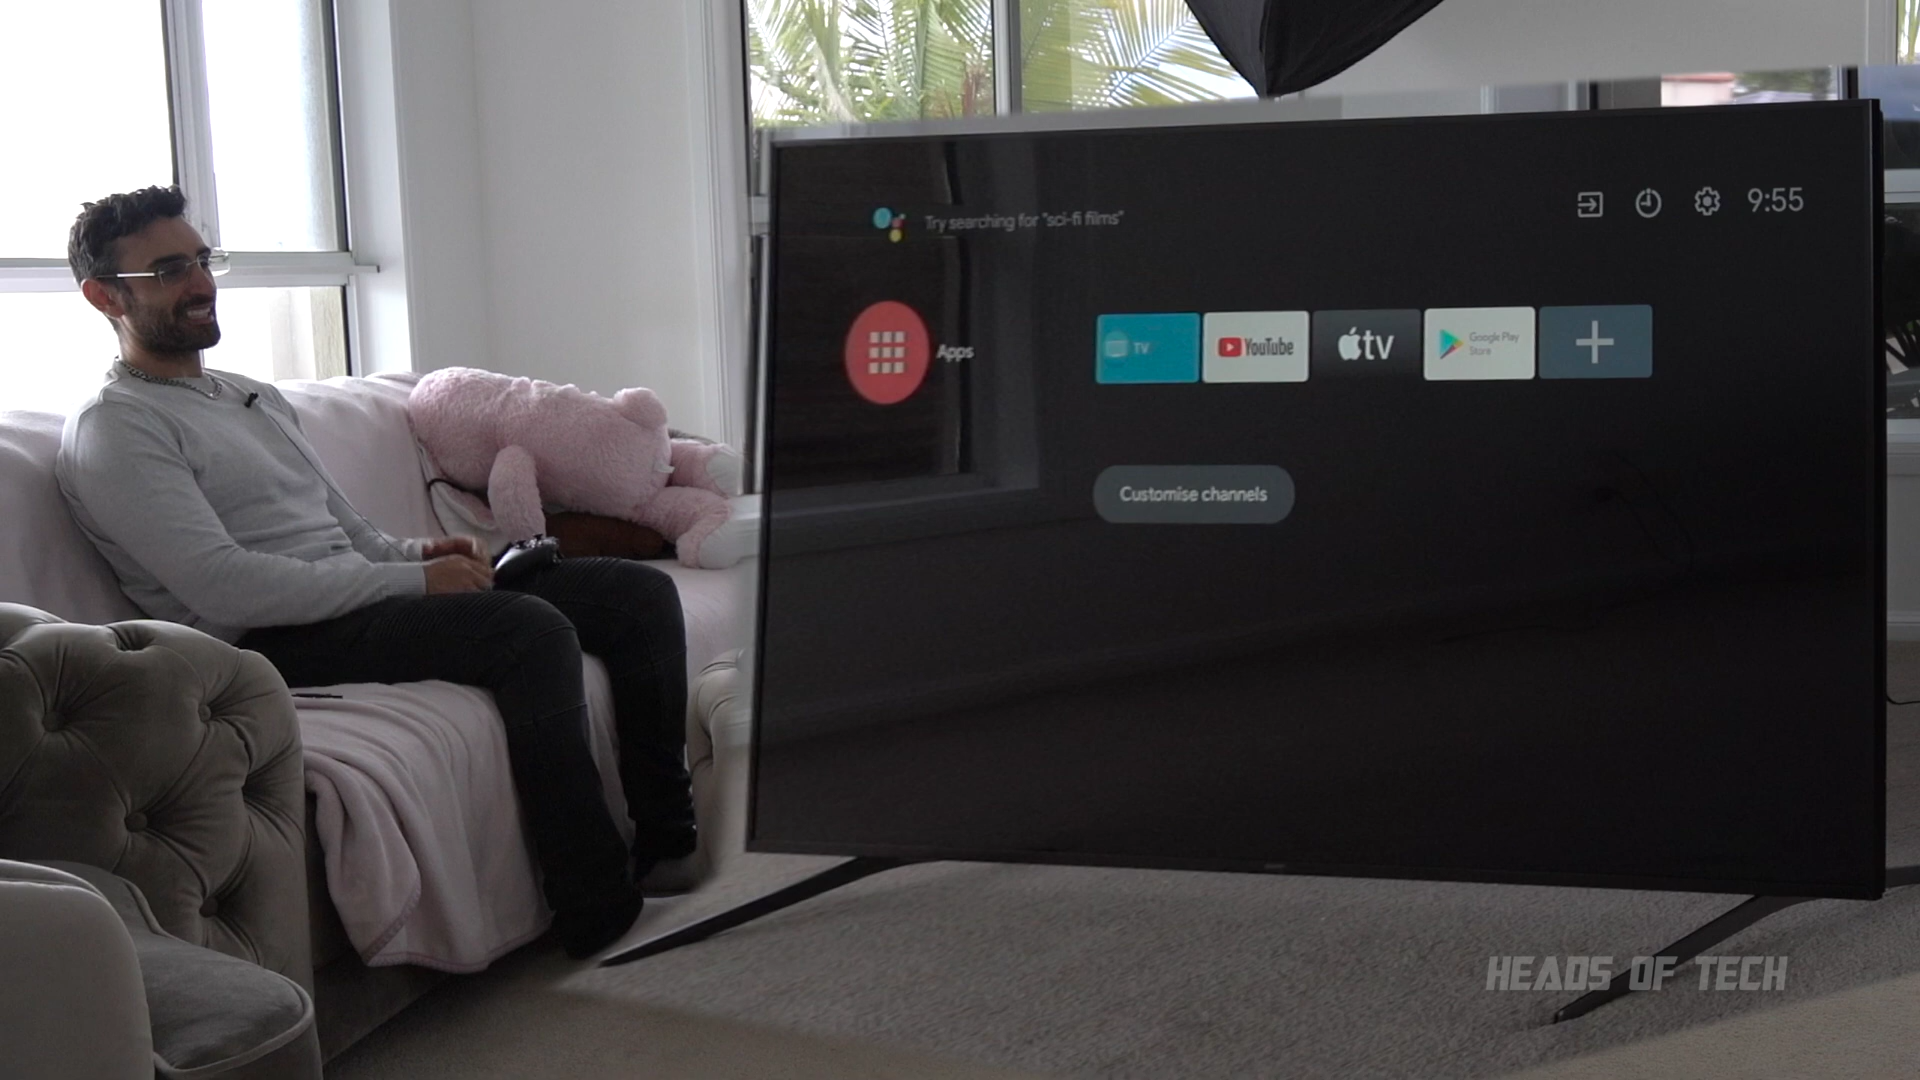 Try searching for "sci-fi films"
9:55
Apps
TV
YouTube
tv
Google Play
Store
Customise channels
HEADS OF TECH